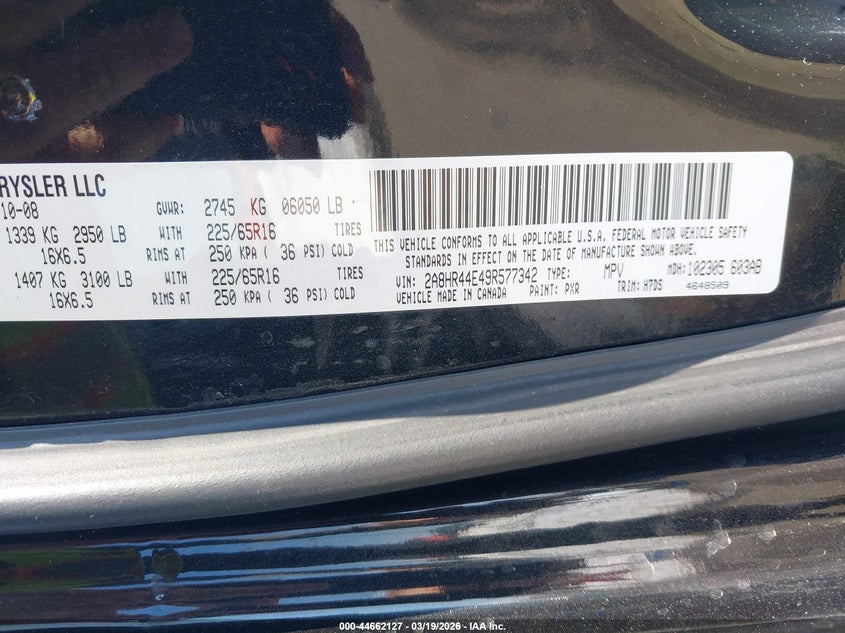 RYSLER LLC
10-08 GVWR: 2745 KG 06050 LB
1339 KG 2950 LB WITH 225/65R16 TIRES
16X6.5 RIMS AT 250 KPA ( 36 PSI) COLD
1407 KG 3100 LB WITH 225/65R16 TIRES
16X6.5 RIMS AT 250 KPA ( 36 PSI) COLD
THIS VEHICLE CONFORMS TO ALL APPLICABLE U.S.A. FEDERAL MOTOR VEHICLE SAFETY
STANDARDS IN EFFECT ON THE DATE OF MANUFACTURE SHOWN ABOVE.
VIN: 2A8HR44E49R577342 TYPE: MPV MDH: 102305 603AB
VEHICLE MADE IN CANADA PAINT: PXR TRIM: H7DS 4648509
000-44662127 - 03/19/2026 - IAA Inc.